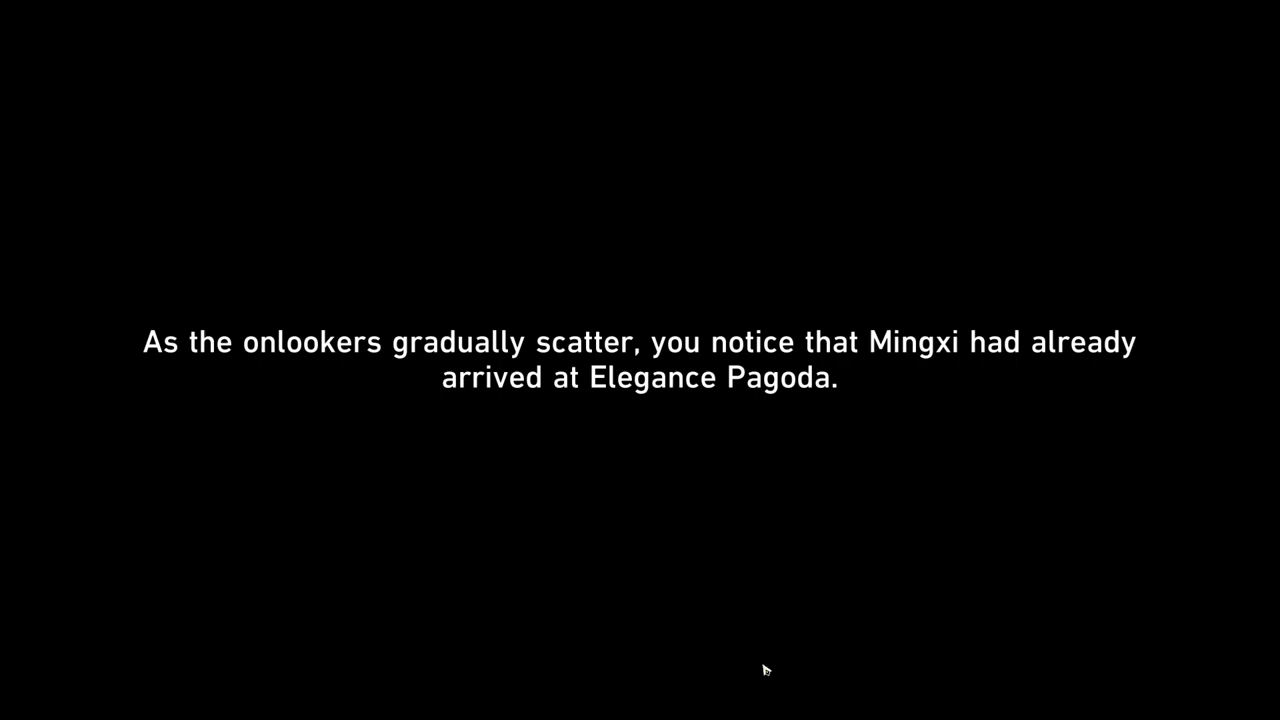 As the onlookers gradually scatter, you notice that Mingxi had already
arrived at Elegance Pagoda.